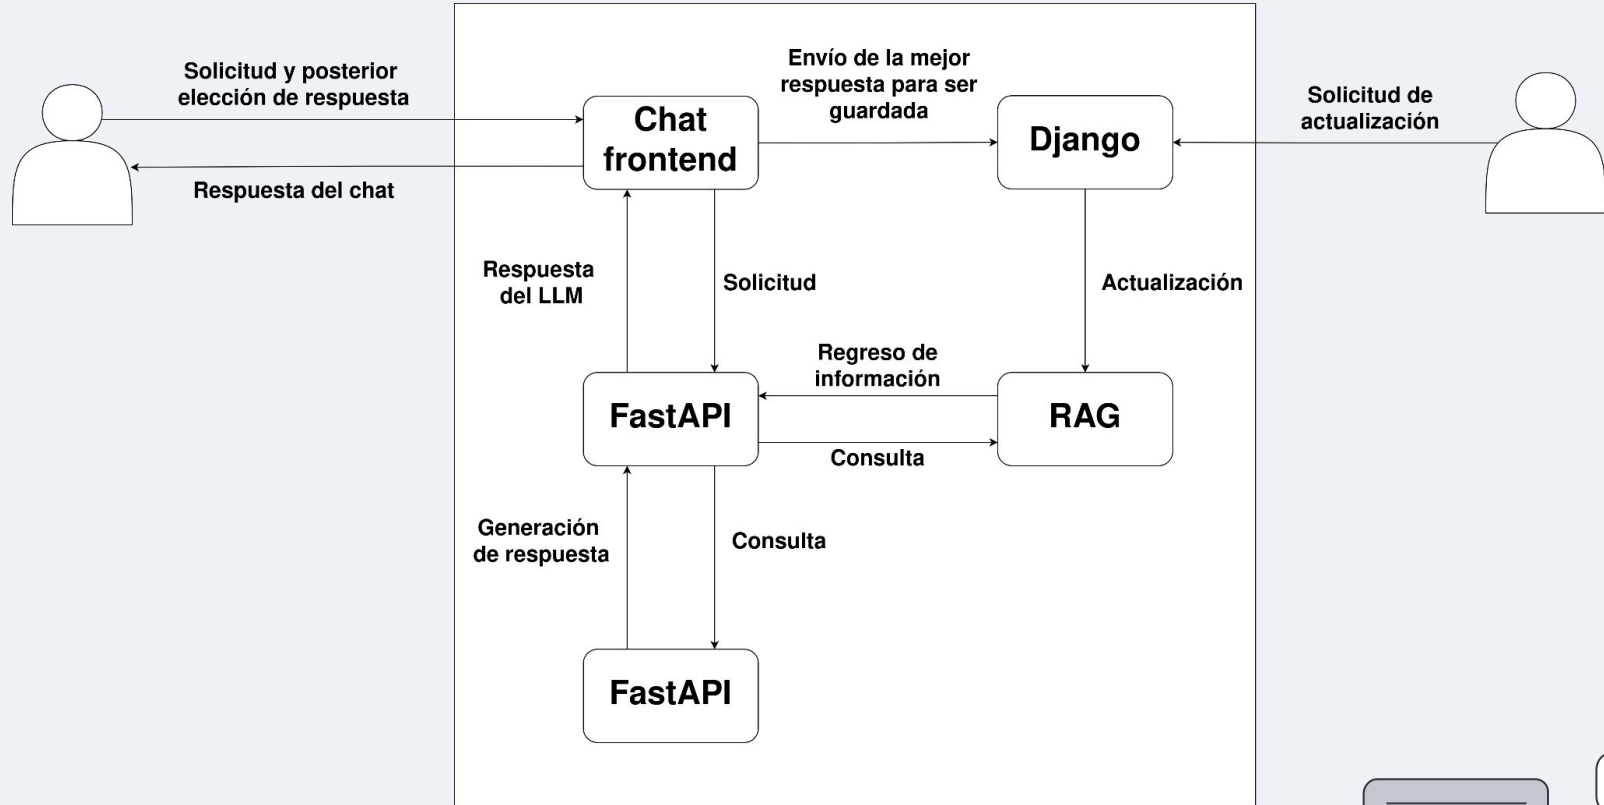 Solicitud y posterior
elección de respuesta
Respuesta del chat
Chat
frontend
Envío de la mejor
respuesta para ser
guardada
Django
Solicitud de
actualización
Respuesta
del LLM
Solicitud
Actualización
Regreso de
información
FastAPI
RAG
Consulta
Generación
de respuesta
Consulta
FastAPI